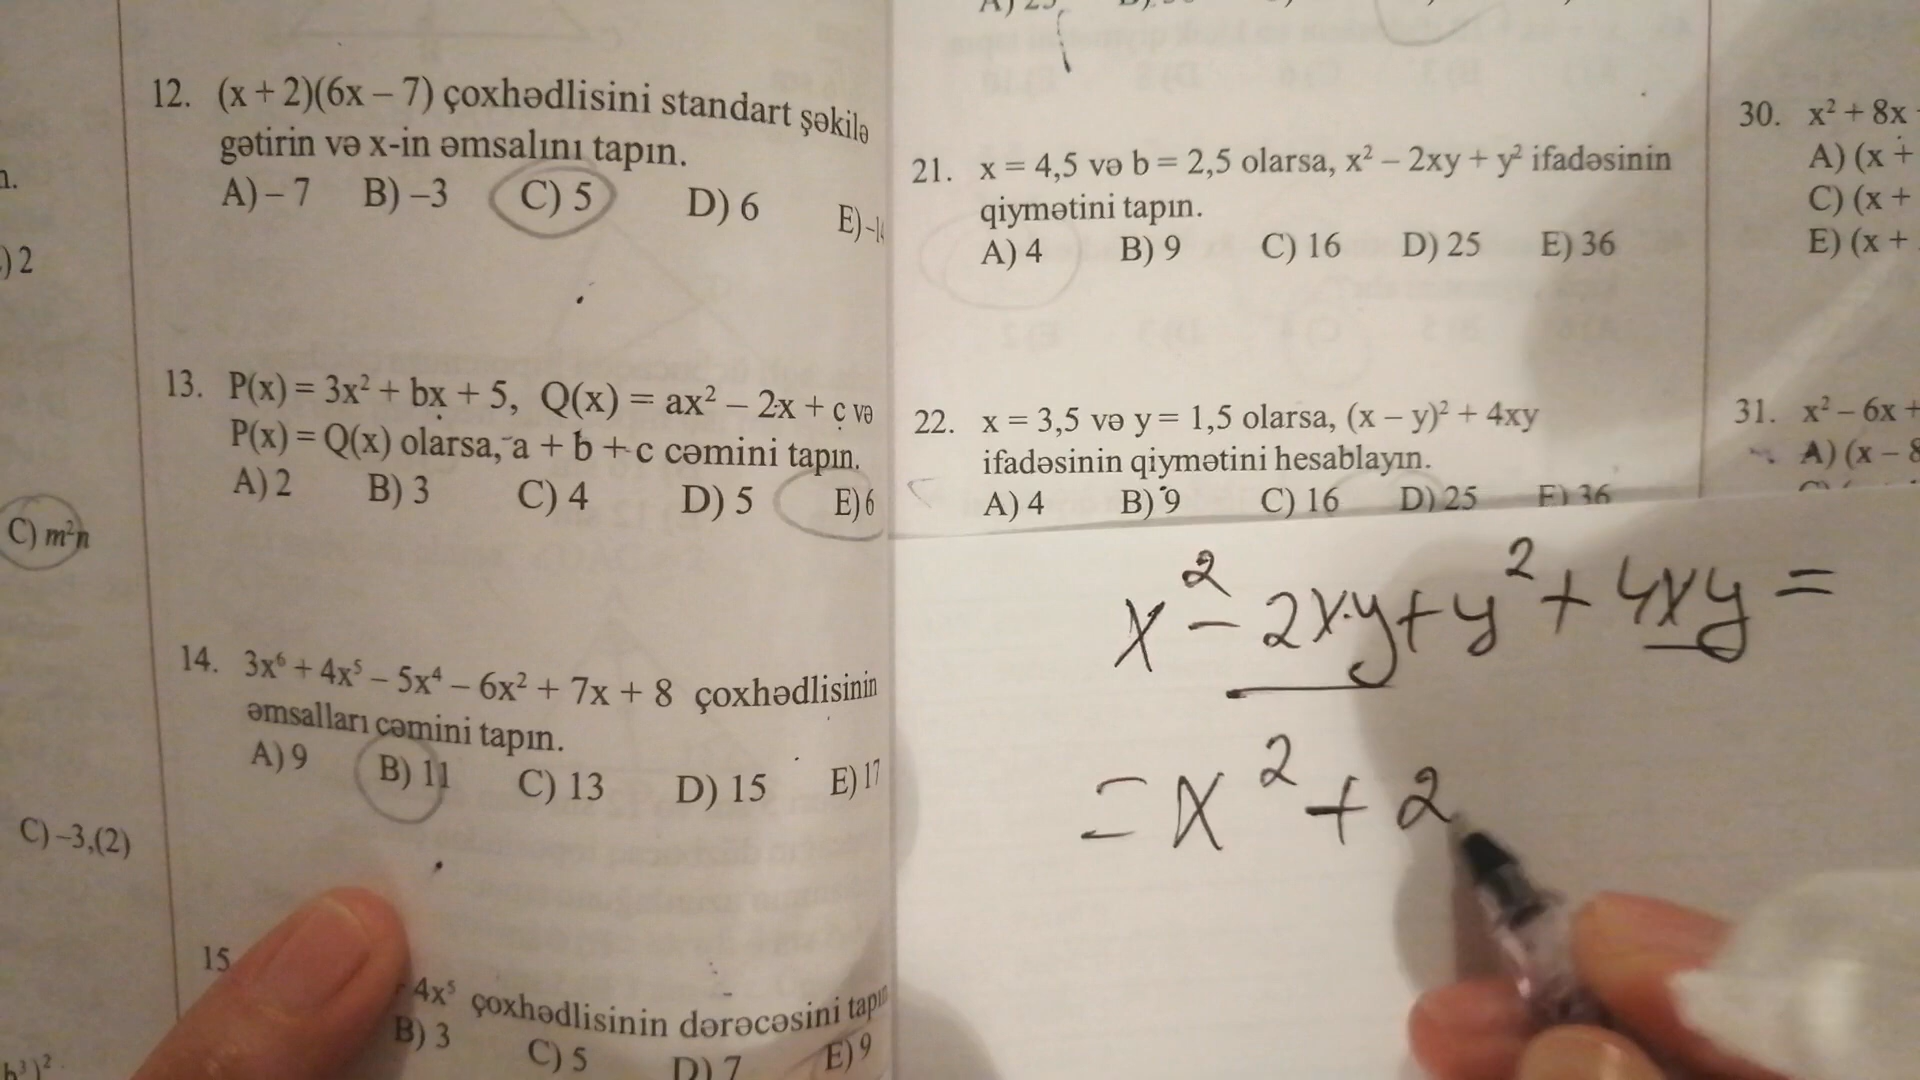 C) m²n
C) –3,(2)
12. (x + 2)(6x – 7) çoxhədlisini standart şəkilə
gətirin və x-in əmsalını tapın.
A) – 7 B) –3 C) 5 D) 6
13. P(x) = 3x² + bx + 5, Q(x) = ax² – 2x + c və
P(x) = Q(x) olarsa, a + b + c cəmini tapın.
A) 2 B) 3 C) 4 D) 5 E) 6
14. 3x⁶ + 4x⁵ – 5x⁴ – 6x² + 7x + 8 çoxhədlisinin
əmsalları cəmini tapın.
A) 9 B) 11 C) 13 D) 15 E) 17
15
4x⁵ çoxhədlisinin dərəcəsini tapın
B) 3 C) 5 D) 7 E) 9
21. x = 4,5 və b = 2,5 olarsa, x² – 2xy + y² ifadəsinin
qiymətini tapın.
A) 4 B) 9 C) 16 D) 25 E) 36
22. x = 3,5 və y = 1,5 olarsa, (x – y)² + 4xy
ifadəsinin qiymətini hesablayın.
A) 4 B) 9 C) 16 D) 25 E) 36
x² – 2xy + y² + 4xy =
= x² + 2
30. x² + 8x
A) (x +
C) (x +
E) (x +
31. x² – 6x +
A) (x – 8